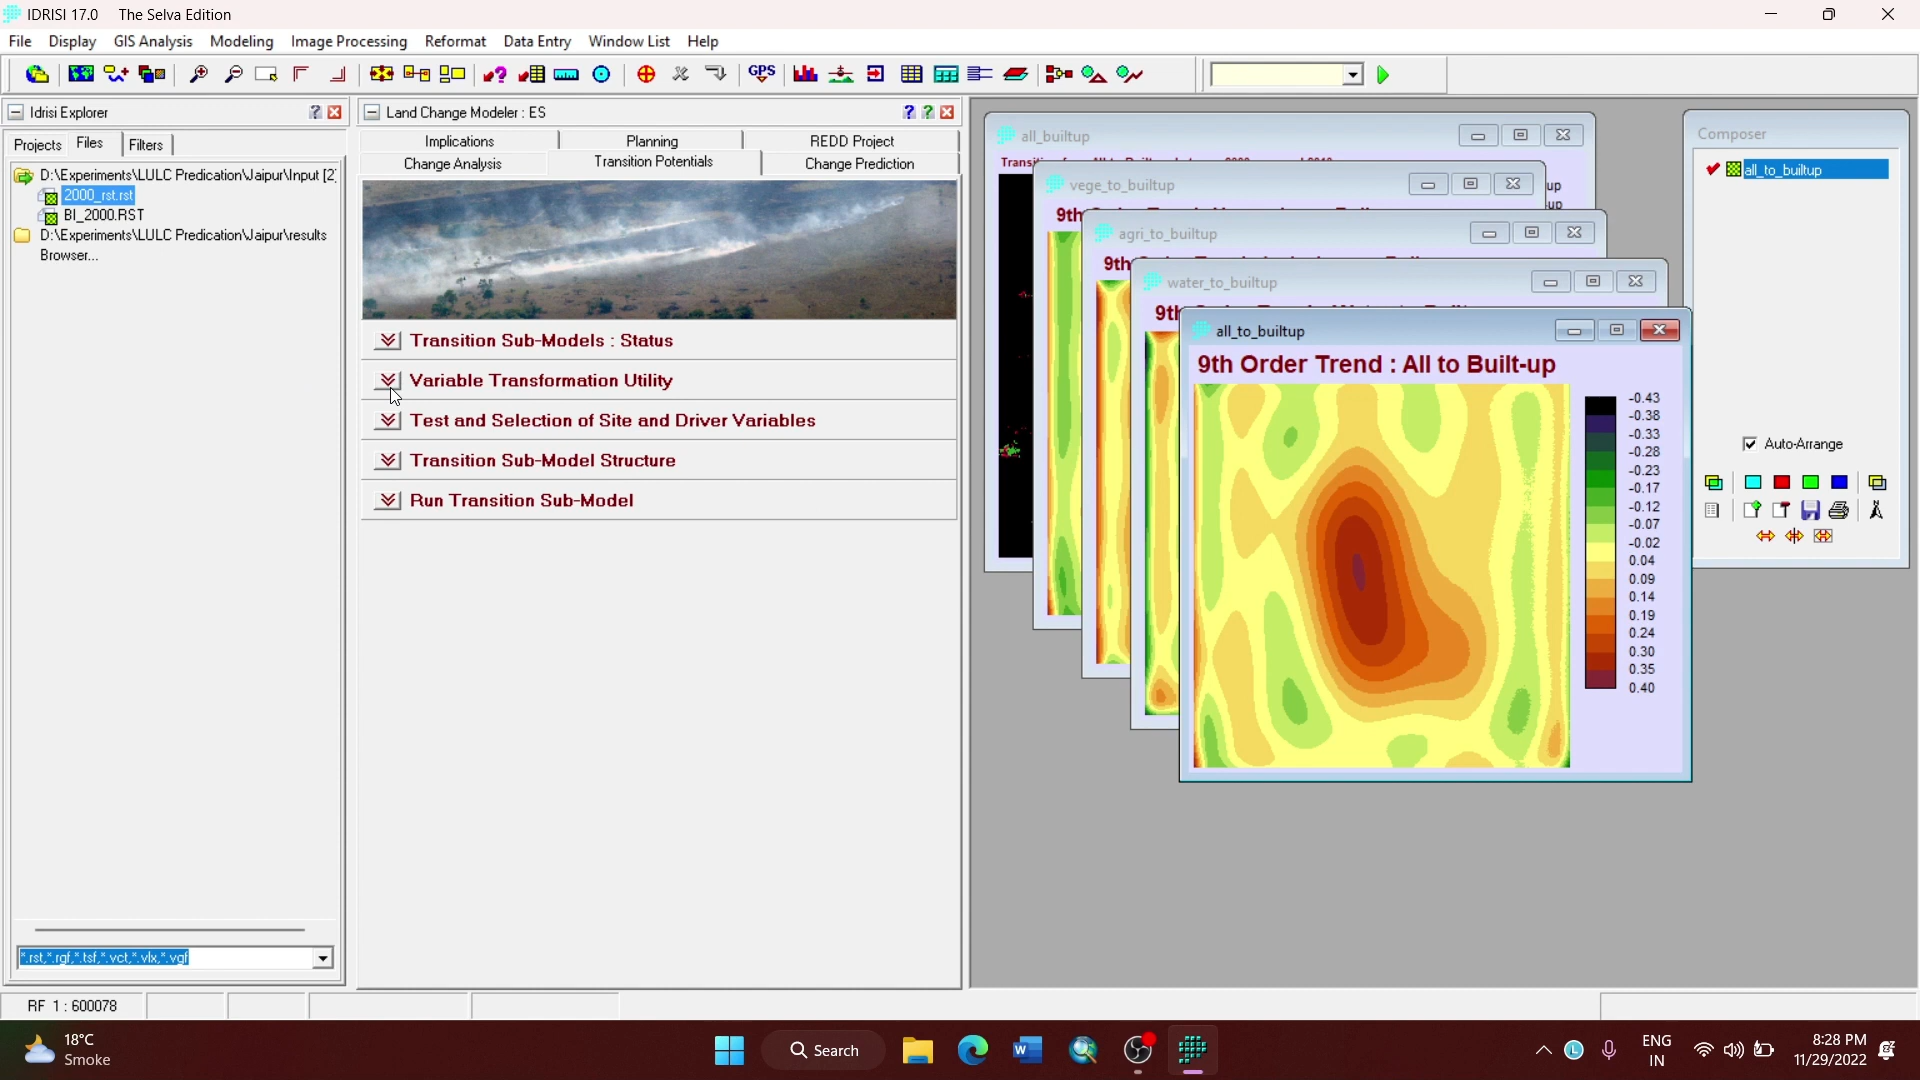 IDRISI 17.0 The Selva Edition
File Display GIS Analysis Modeling Image Processing Reformat Data Entry Window List Help
GPS
Idrisi Explorer
Projects Files Filters
D:\Experiments\LULC Predication\Jaipur\Input [2]
2000_rst.rst
BI_2000.RST
D:\Experiments\LULC Predication\Jaipur\results
Browser...
*.rst,*.rgf,*.tsf,*.vct,*.vlx,*.vgf
Land Change Modeler : ES
Implications Planning REDD Project
Change Analysis Transition Potentials Change Prediction
Transition Sub-Models : Status
Variable Transformation Utility
Test and Selection of Site and Driver Variables
Transition Sub-Model Structure
Run Transition Sub-Model
all_builtup
vege_to_builtup
agri_to_builtup
water_to_builtup
all_to_builtup
9th Order Trend : All to Built-up
-0.43
-0.38
-0.33
-0.28
-0.23
-0.17
-0.12
-0.07
-0.02
0.04
0.09
0.14
0.19
0.24
0.30
0.35
0.40
Composer
all_to_builtup
Auto-Arrange
RF 1 : 600078
18°C
Smoke
Search
ENG
IN
8:28 PM
11/29/2022